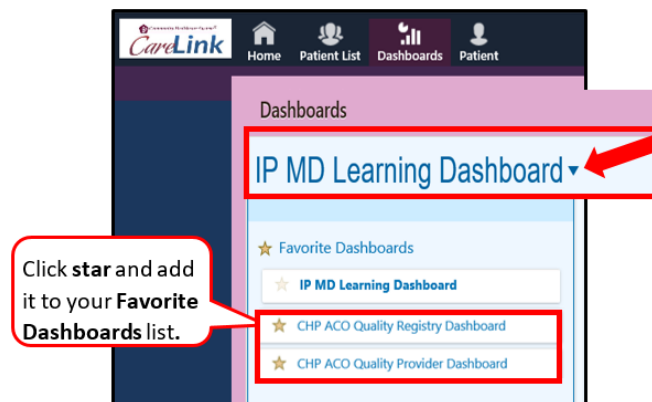 CareLink
Home Patient List Dashboards Patient
Dashboards
IP MD Learning Dashboard
Favorite Dashboards
IP MD Learning Dashboard
CHP ACO Quality Registry Dashboard
CHP ACO Quality Provider Dashboard
Click star and add
it to your Favorite
Dashboards list.